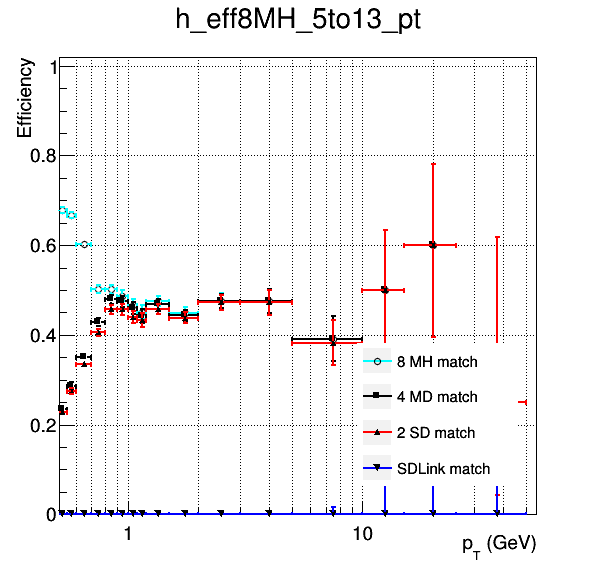 h_eff8MH_5to13_pt
Efficiency
1
0.8
0.6
0.4
0.2
0
8 MH match
4 MD match
2 SD match
SDLink match
1
10
p_T (GeV)